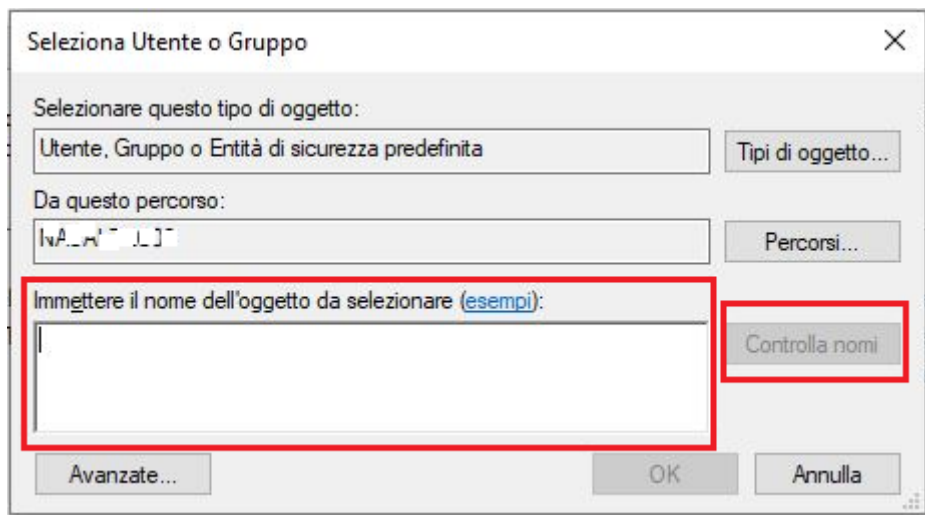 Seleziona Utente o Gruppo
Selezionare questo tipo di oggetto:
Utente, Gruppo o Entità di sicurezza predefinita
Tipi di oggetto...
Da questo percorso:
Percorsi...
Immettere il nome dell'oggetto da selezionare (esempi):
Controlla nomi
Avanzate...
OK
Annulla